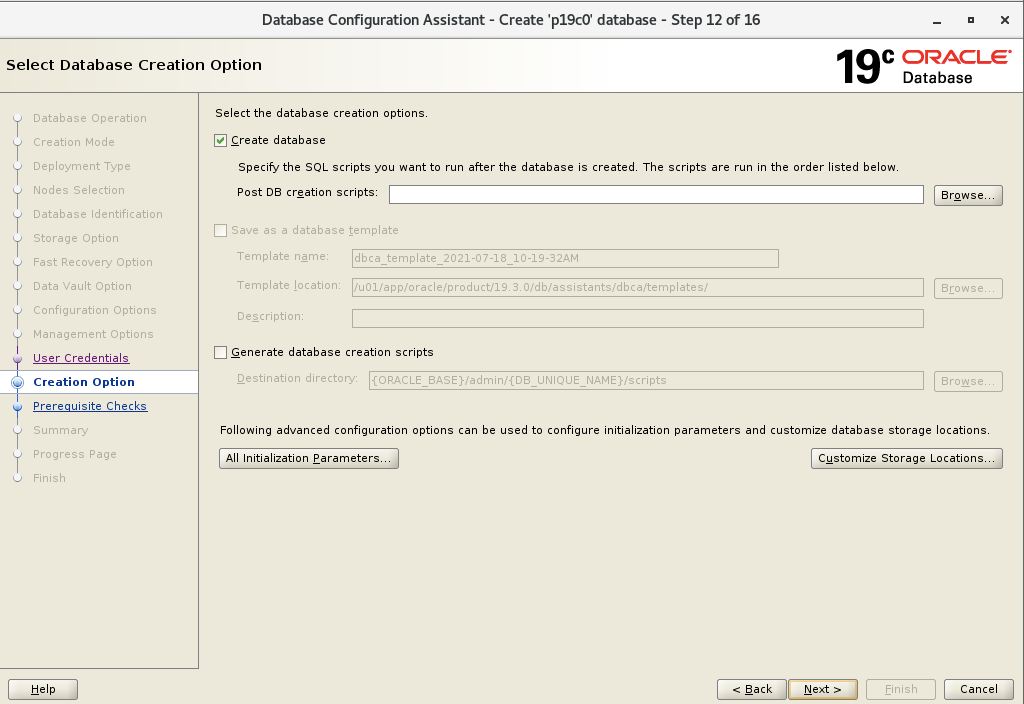 Database Configuration Assistant - Create 'p19c0' database - Step 12 of 16
Select Database Creation Option
19c ORACLE
Database
Database Operation
Creation Mode
Deployment Type
Nodes Selection
Database Identification
Storage Option
Fast Recovery Option
Data Vault Option
Configuration Options
Management Options
User Credentials
Creation Option
Prerequisite Checks
Summary
Progress Page
Finish
Select the database creation options.
Create database
Specify the SQL scripts you want to run after the database is created. The scripts are run in the order listed below.
Post DB creation scripts: Browse...
Save as a database template
Template name: dbca_template_2021-07-18_10-19-32AM
Template location: /u01/app/oracle/product/19.3.0/db/assistants/dbca/templates/ Browse...
Description:
Generate database creation scripts
Destination directory: {ORACLE_BASE}/admin/{DB_UNIQUE_NAME}/scripts Browse...
Following advanced configuration options can be used to configure initialization parameters and customize database storage locations.
All Initialization Parameters... Customize Storage Locations...
Help < Back Next > Finish Cancel